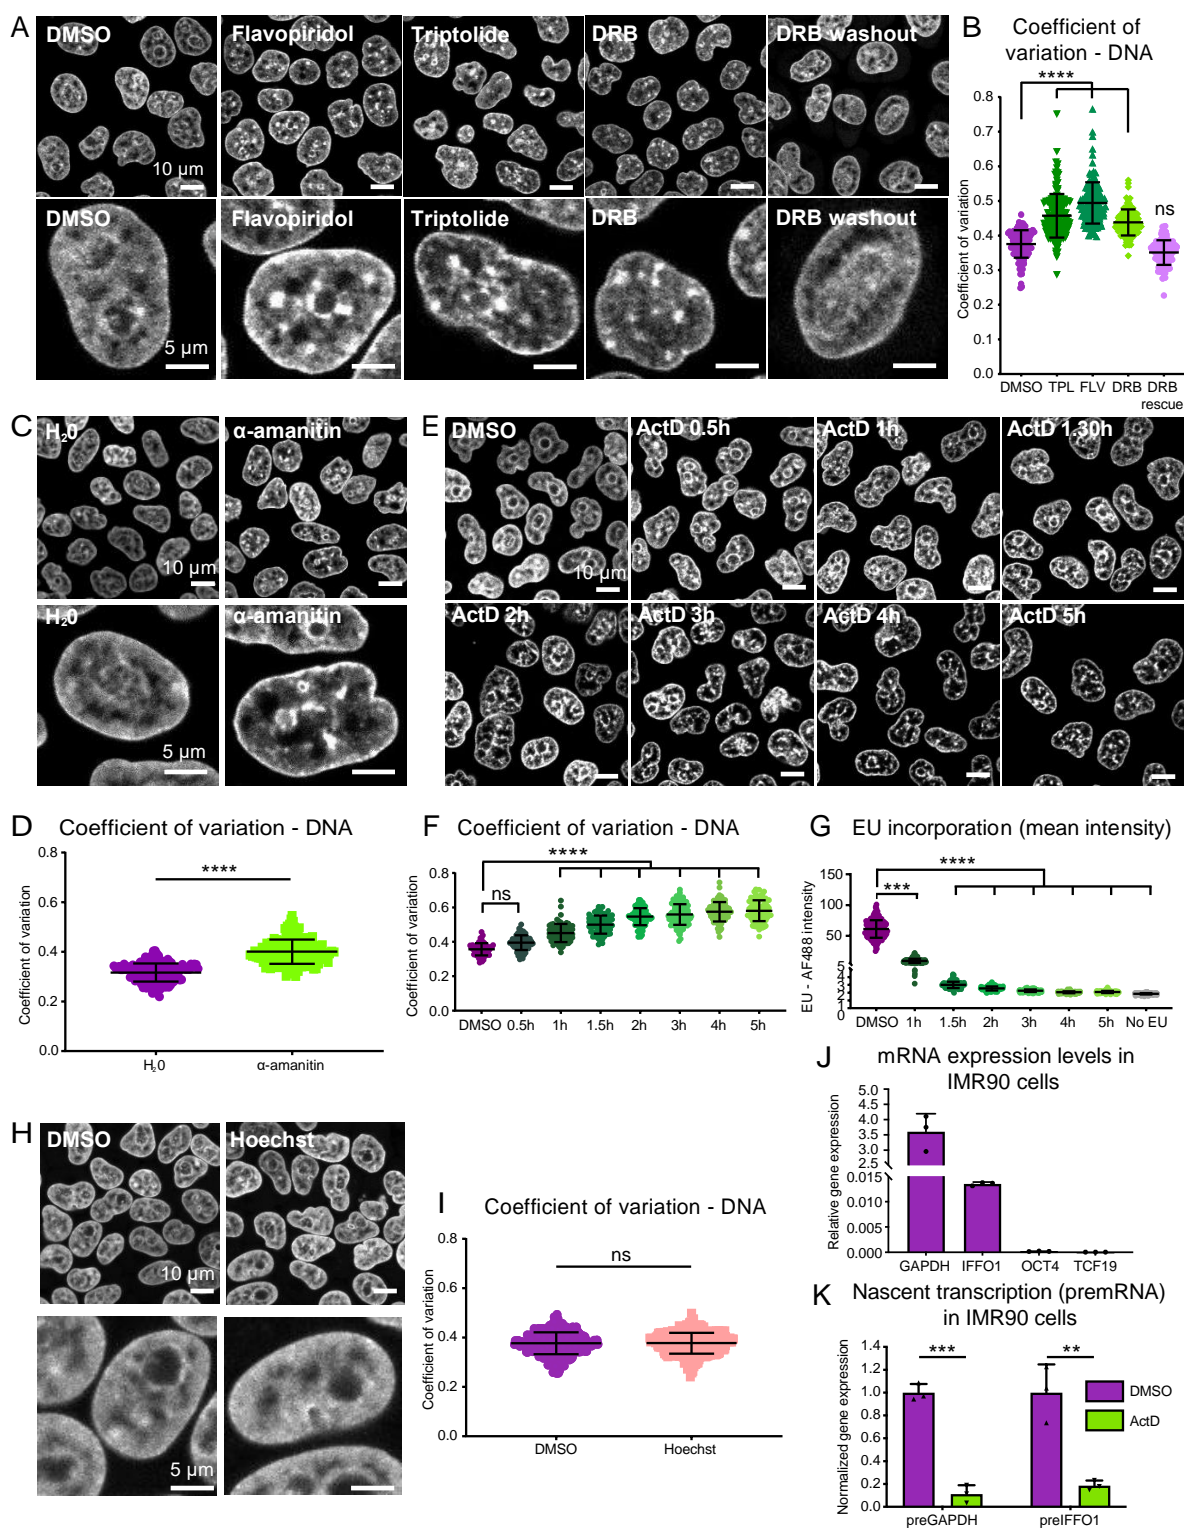 A
DMSO
Flavopiridol
Triptolide
DRB
DRB washout
10 µm
DMSO
Flavopiridol
Triptolide
DRB
DRB washout
5 µm
B
Coefficient of
variation - DNA
****
ns
Coefficient of variation
0.8
0.7
0.6
0.5
0.4
0.3
0.2
0.1
0.0
DMSO TPL FLV DRB DRB
rescue
C
H₂0
α-amanitin
10 µm
H₂0
α-amanitin
5 µm
E
DMSO
ActD 0.5h
ActD 1h
ActD 1.30h
10 µm
ActD 2h
ActD 3h
ActD 4h
ActD 5h
D
Coefficient of variation - DNA
****
Coefficient of variation
0.8
0.6
0.4
0.2
0.0
H₂0
α-amanitin
F
Coefficient of variation - DNA
****
ns
Coefficient of variation
0.8
0.6
0.4
0.2
0.0
DMSO 0.5h 1h 1.5h 2h 3h 4h 5h
G
EU incorporation (mean intensity)
****
***
EU - AF488 intensity
150
100
50
5
4
3
2
1
0
DMSO 1h 1.5h 2h 3h 4h 5h No EU
H
DMSO
Hoechst
10 µm
5 µm
I
Coefficient of variation - DNA
ns
Coefficient of variation
0.8
0.6
0.4
0.2
0.0
DMSO
Hoechst
J
mRNA expression levels in
IMR90 cells
Relative gene expression
5.0
4.5
4.0
3.5
3.0
2.5
0.015
0.010
0.005
0.000
GAPDH IFFO1 OCT4 TCF19
K
Nascent transcription (premRNA)
in IMR90 cells
***
**
Normalized gene expression
1.4
1.2
1.0
0.8
0.6
0.4
0.2
0.0
preGAPDH
preIFFO1
DMSO
ActD